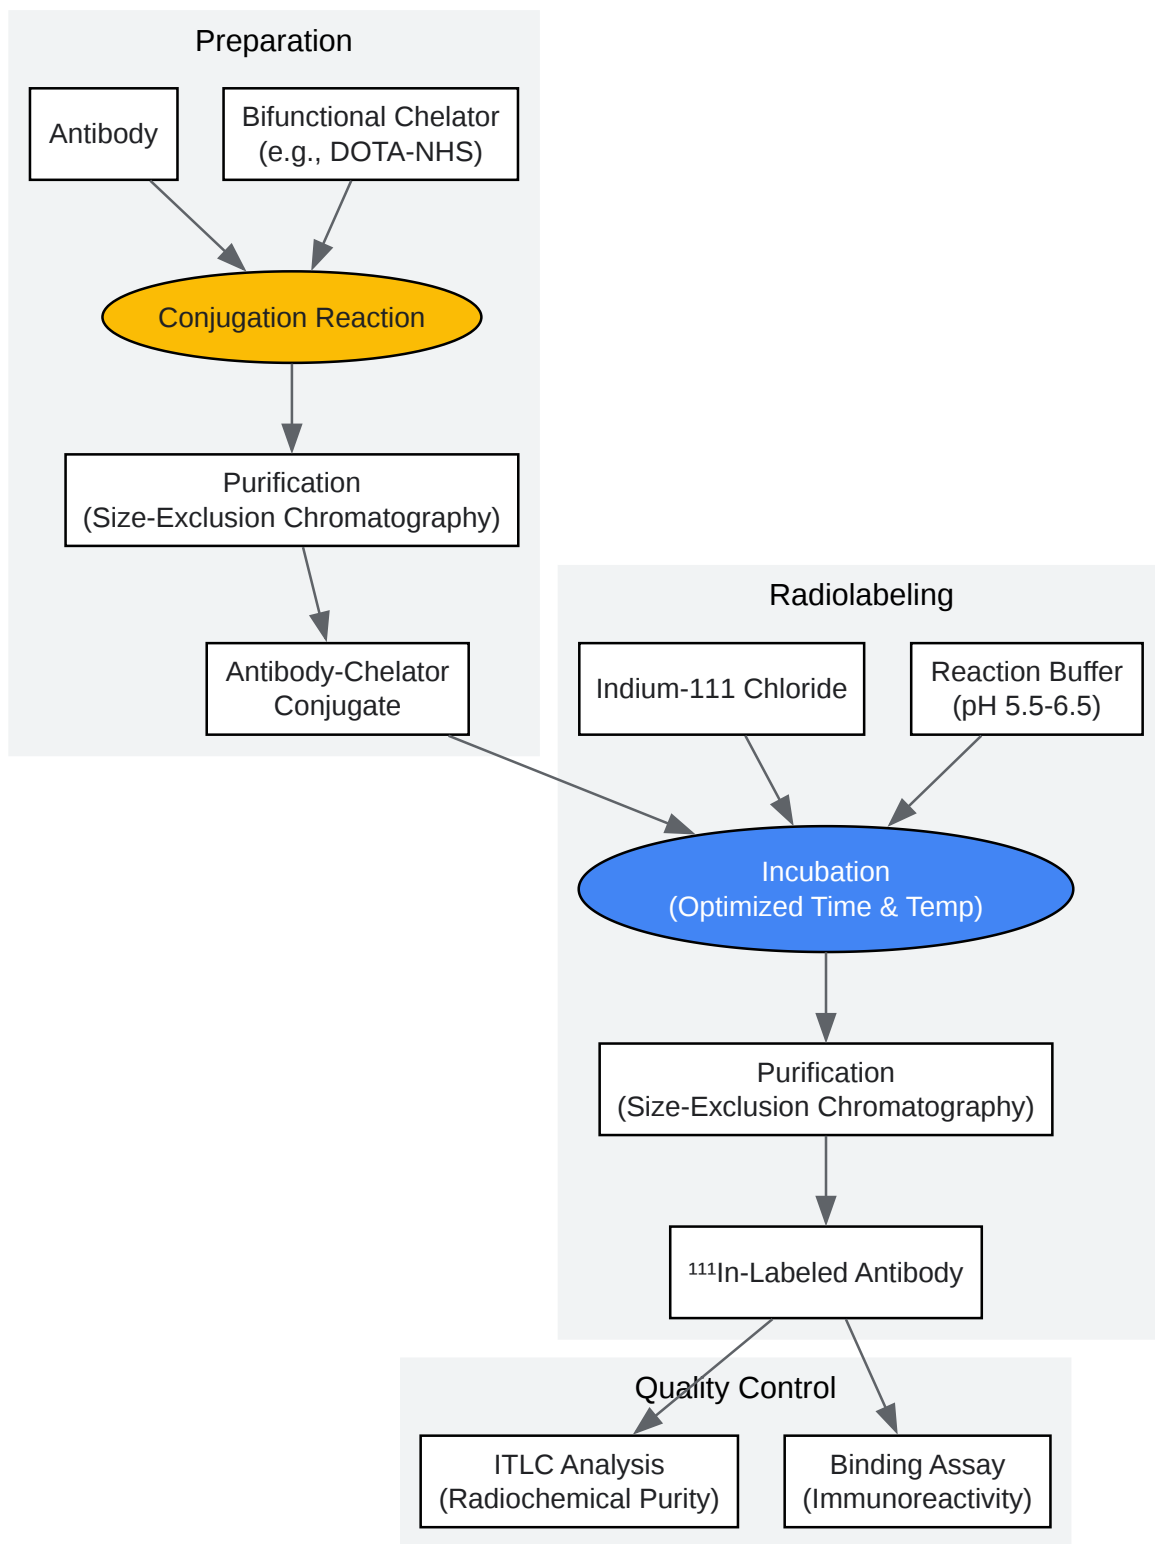 Preparation
Antibody
Bifunctional Chelator
(e.g., DOTA-NHS)
Conjugation Reaction
Purification
(Size-Exclusion Chromatography)
Antibody-Chelator
Conjugate
Radiolabeling
Indium-111 Chloride
Reaction Buffer
(pH 5.5-6.5)
Incubation
(Optimized Time & Temp)
Purification
(Size-Exclusion Chromatography)
¹¹¹In-Labeled Antibody
Quality Control
ITLC Analysis
(Radiochemical Purity)
Binding Assay
(Immunoreactivity)